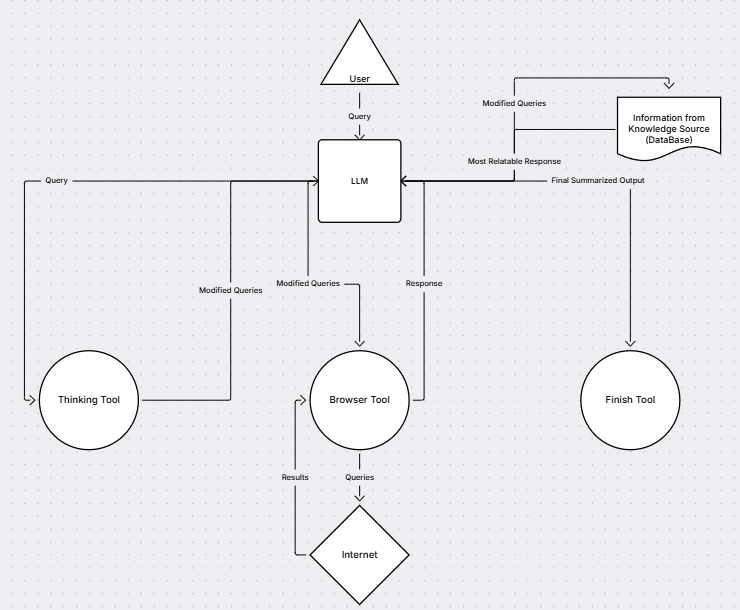 User
Query
Modified Queries
Information from
Knowledge Source
(DataBase)
Most Relatable Response
Query
LLM
Final Summarized Output
Modified Queries
Modified Queries
Response
Thinking Tool
Browser Tool
Finish Tool
Results
Queries
Internet